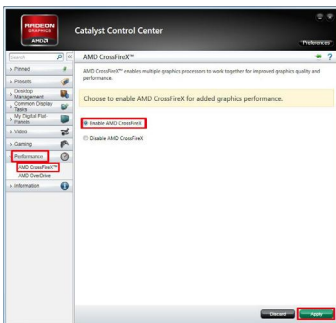 RADEON
GRAPHICS
AMD
Catalyst Control Center
Preferences
Search
AMD CrossFireX™
Pinned
Presets
Desktop
Management
Common Display
Tasks
My Digital Flat-
Panels
Video
Gaming
Performance
AMD CrossFireX™
AMD OverDrive
Information
AMD CrossFireX™ enables multiple graphics processors to work together for improved graphics quality and
performance.
Choose to enable AMD CrossFireX for added graphics performance.
Enable AMD CrossFireX
Disable AMD CrossFireX
Discard
Apply